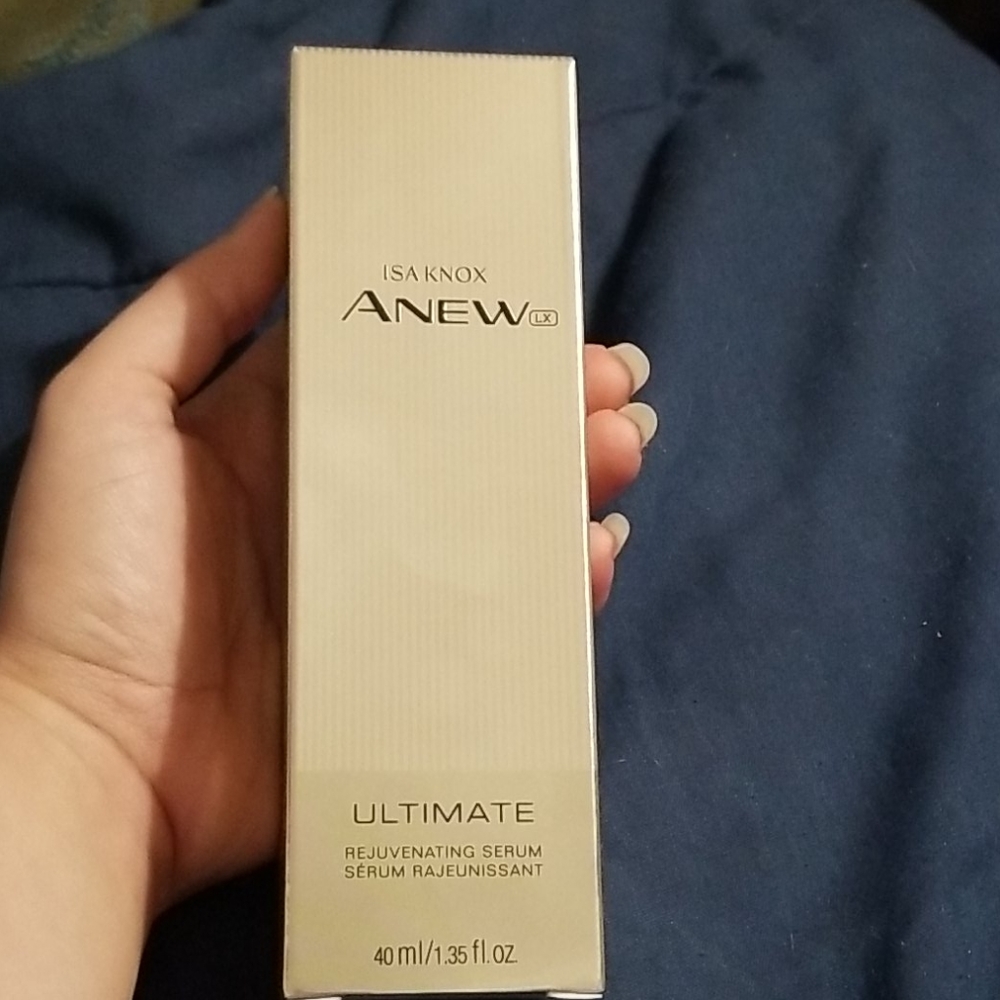 ISA KNOX
ANEW LX
ULTIMATE
REJUVENATING SERUM
SÉRUM RAJEUNISSANT
40 ml/1.35 fl.oz.